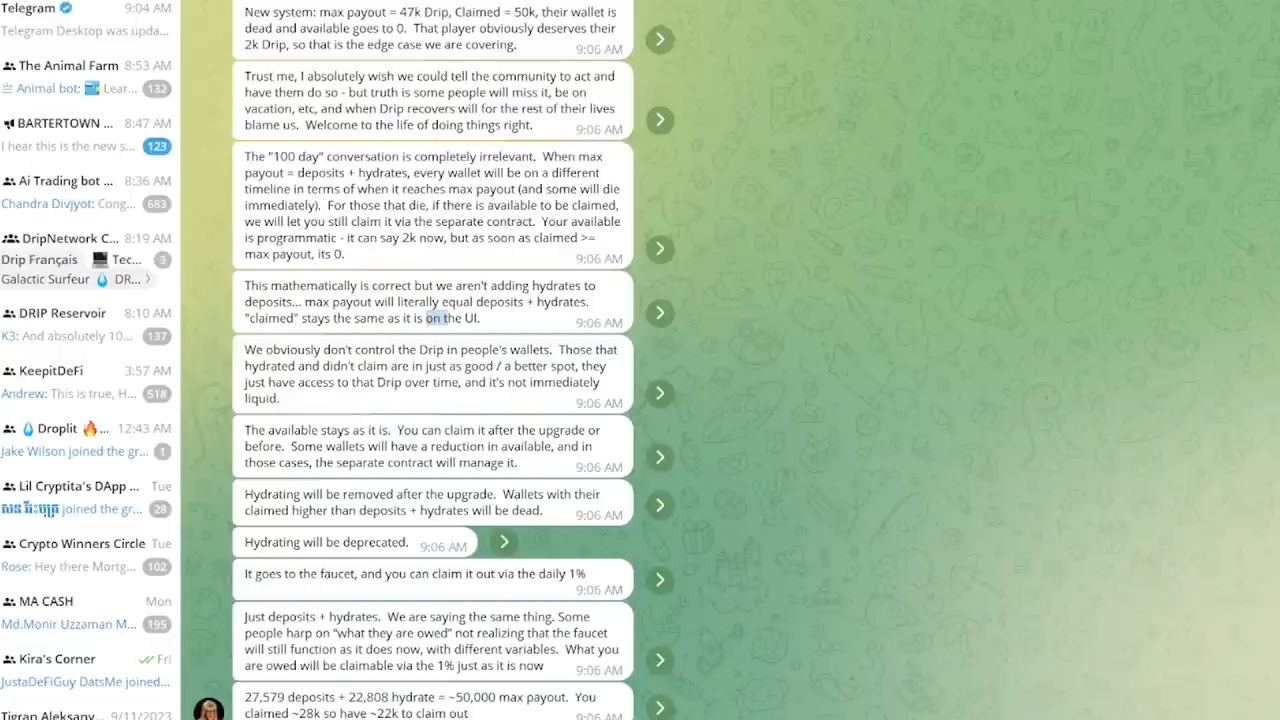 Telegram
9:04 AM
Telegram Desktop was upda...
The Animal Farm
8:53 AM
Animal bot: Lear...
132
BARTERTOWN ...
8:47 AM
I hear this is the new s...
123
Ai Trading bot ...
8:36 AM
Chandra Divjyot: Cong...
683
DripNetwork C...
8:19 AM
Drip Français
Tec...
3
Galactic Surfeur 💧 DR...
DRIP Reservoir
8:10 AM
K3: And absolutely 10...
137
KeepitDeFi
3:57 AM
Andrew: This is true, H...
518
💧 Droplit 🔥...
12:43 AM
Jake Wilson joined the gr...
1
Lil Cryptita's DApp ...
Tue
joined the gr...
28
Crypto Winners Circle
Tue
Rose: Hey there Mortg...
102
MA CASH
Mon
Md.Monir Uzzaman M...
195
Kira's Corner
Fri
JustaDeFiGuy DatsMe joined...
Tigran Aleksany...
9/11/2023
New system: max payout = 47k Drip, Claimed = 50k, their wallet is
dead and available goes to 0. That player obviously deserves their
2k Drip, so that is the edge case we are covering.
9:06 AM
Trust me, I absolutely wish we could tell the community to act and
have them do so - but truth is some people will miss it, be on
vacation, etc, and when Drip recovers will for the rest of their lives
blame us. Welcome to the life of doing things right.
9:06 AM
The "100 day" conversation is completely irrelevant. When max
payout = deposits + hydrates, every wallet will be on a different
timeline in terms of when it reaches max payout (and some will die
immediately). For those that die, if there is available to be claimed,
we will let you still claim it via the separate contract. Your available
is programmatic - it can say 2k now, but as soon as claimed >=
max payout, its 0.
9:06 AM
This mathematically is correct but we aren't adding hydrates to
deposits... max payout will literally equal deposits + hydrates.
"claimed" stays the same as it is on the UI.
9:06 AM
We obviously don't control the Drip in people's wallets. Those that
hydrated and didn't claim are in just as good / a better spot, they
just have access to that Drip over time, and it's not immediately
liquid.
9:06 AM
The available stays as it is. You can claim it after the upgrade or
before. Some wallets will have a reduction in available, and in
those cases, the separate contract will manage it.
9:06 AM
Hydrating will be removed after the upgrade. Wallets with their
claimed higher than deposits + hydrates will be dead.
9:06 AM
Hydrating will be deprecated.
9:06 AM
It goes to the faucet, and you can claim it out via the daily 1%
9:06 AM
Just deposits + hydrates. We are saying the same thing. Some
people harp on "what they are owed" not realizing that the faucet
will still function as it does now, with different variables. What you
are owed will be claimable via the 1% just as it is now
9:06 AM
27,579 deposits + 22,808 hydrate = ~50,000 max payout. You
claimed ~28k so have ~22k to claim out
9:06 AM